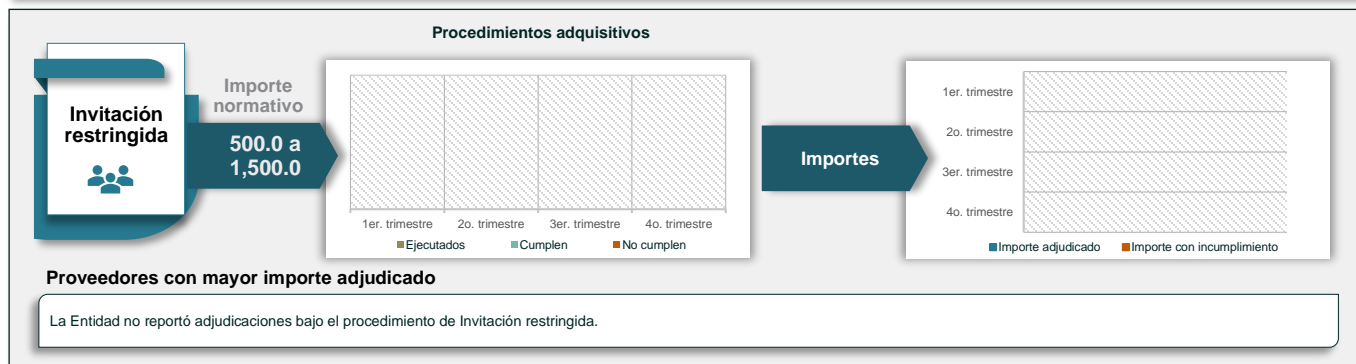 Procedimientos adquisitivos
Invitación
restringida
Importe
normativo
500.0 a
1,500.0
1er. trimestre
2o. trimestre
3er. trimestre
4o. trimestre
Ejecutados
Cumplen
No cumplen
Importes
1er. trimestre
2o. trimestre
3er. trimestre
4o. trimestre
Importe adjudicado
Importe con incumplimiento
Proveedores con mayor importe adjudicado
La Entidad no reportó adjudicaciones bajo el procedimiento de Invitación restringida.